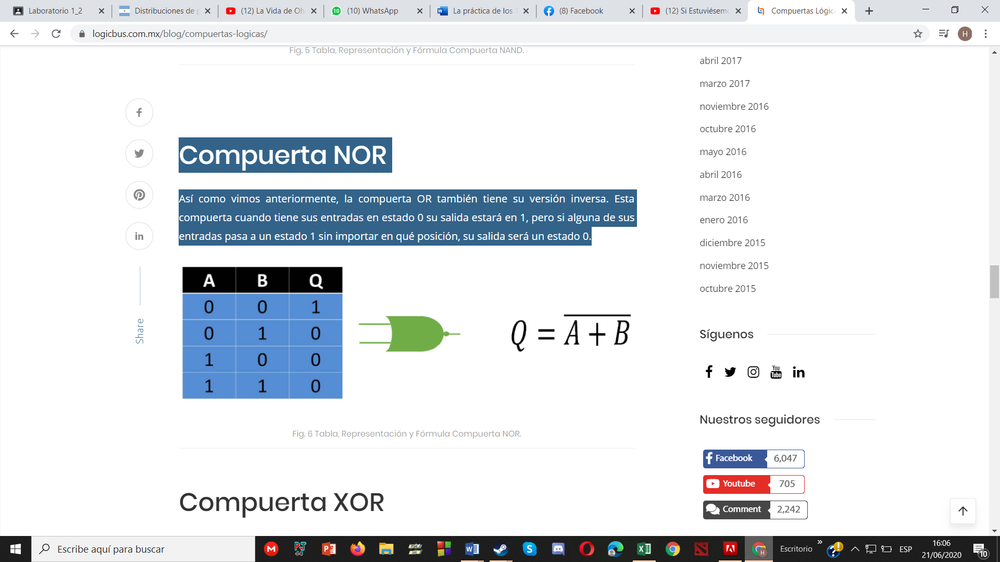 Laboratorio 1_2
Distribuciones de p
(12) La Vida de Oh
(10) WhatsApp
La práctica de los
(8) Facebook
(12) Si Estuviésemo
Compuertas Lógica
logicbus.com.mx/blog/compuertas-logicas/
H
Fig. 5 Tabla, Representación y Fórmula Compuerta NAND.
Compuerta NOR
Así como vimos anteriormente, la compuerta OR también tiene su versión inversa. Esta
compuerta cuando tiene sus entradas en estado 0 su salida estará en 1, pero si alguna de sus
entradas pasa a un estado 1 sin importar en qué posición, su salida será un estado 0.
Share
A B Q
0 0 1
0 1 0
1 0 0
1 1 0
Q = \overline{A + B}
Fig. 6 Tabla, Representación y Fórmula Compuerta NOR.
Compuerta XOR
abril 2017
marzo 2017
noviembre 2016
octubre 2016
mayo 2016
abril 2016
marzo 2016
enero 2016
diciembre 2015
noviembre 2015
octubre 2015
Síguenos
You Tube
Nuestros seguidores
Facebook 6,047
Youtube 705
Comment 2,242
Escribe aquí para buscar
Escritorio
ESP
16:06
21/06/2020
10